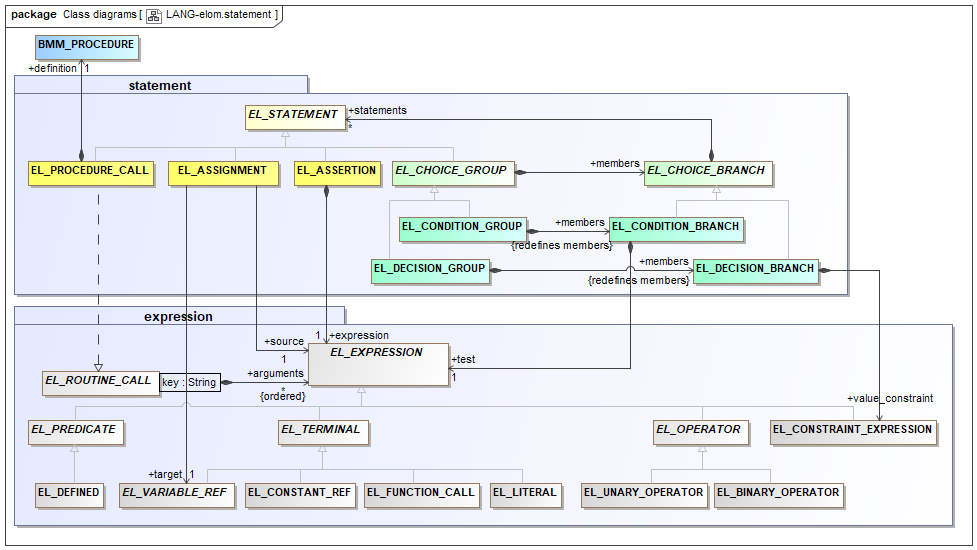 package Class diagrams [ LANG-elom.statement ]
BMM_PROCEDURE
+definition 1
statement
EL_STATEMENT
+statements
*
EL_PROCEDURE_CALL
EL_ASSIGNMENT
EL_ASSERTION
EL_CHOICE_GROUP
+members
EL_CHOICE_BRANCH
EL_CONDITION_GROUP
+members
{redefines members}
EL_CONDITION_BRANCH
EL_DECISION_GROUP
+members
{redefines members}
EL_DECISION_BRANCH
expression
1 +expression
+source
1
EL_EXPRESSION
+test
1
EL_ROUTINE_CALL
key : String
+arguments
*
{ordered}
+value_constraint
EL_PREDICATE
EL_TERMINAL
EL_OPERATOR
EL_CONSTRAINT_EXPRESSION
+target 1
EL_DEFINED
EL_VARIABLE_REF
EL_CONSTANT_REF
EL_FUNCTION_CALL
EL_LITERAL
EL_UNARY_OPERATOR
EL_BINARY_OPERATOR